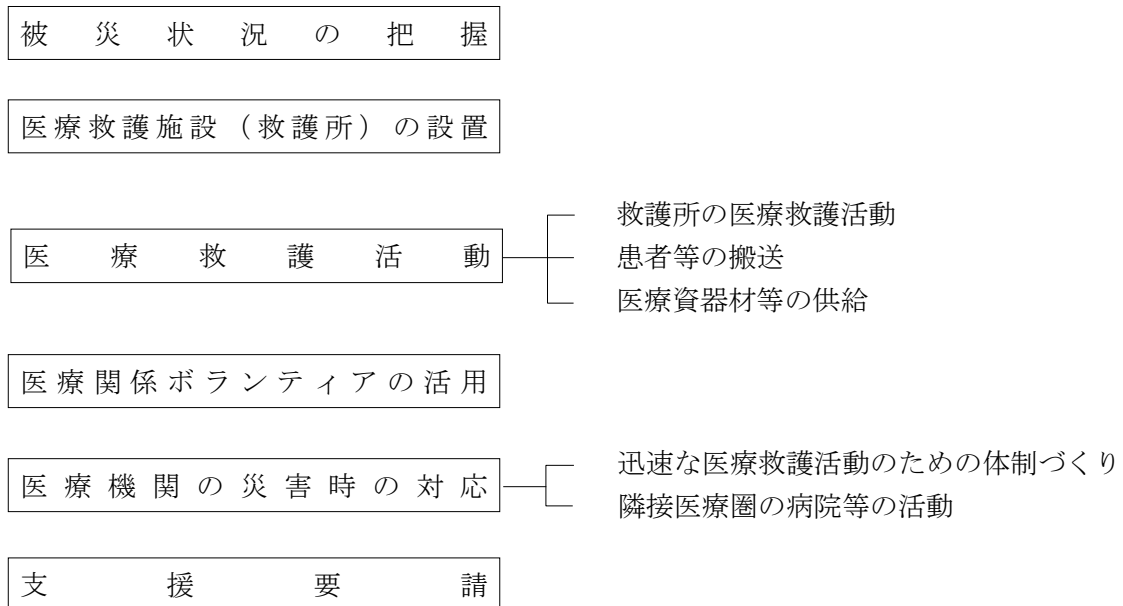 被災状況の把握
医療救護施設（救護所）の設置
救護所の医療救護活動
医療救護活動
患者等の搬送
医療資器材等の供給
医療関係ボランティアの活用
迅速な医療救護活動のための体制づくり
医療機関の災害時の対応
隣接医療圏の病院等の活動
支援要請